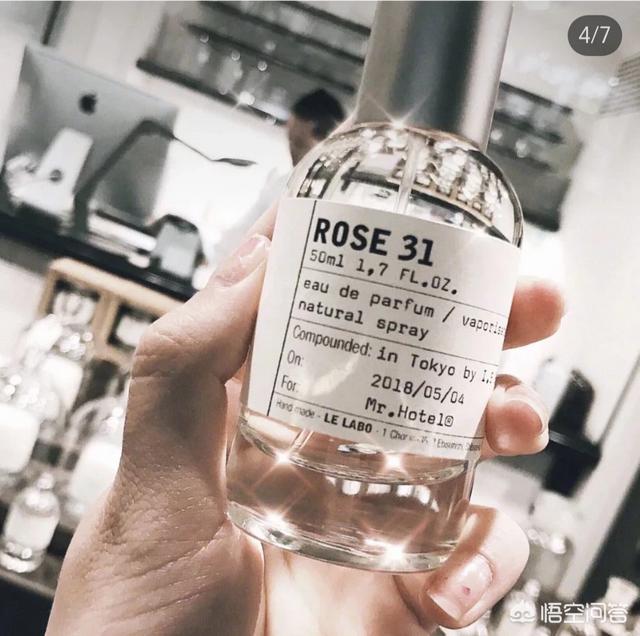 4/7
ROSE 31
50ml 1,7 FL.OZ.
eau de parfum /
natural spray
Compounded: in Tokyo by
On: 2018/05/04
For: Mr.Hotel®
Hand made - LE LABO -
悟空问答